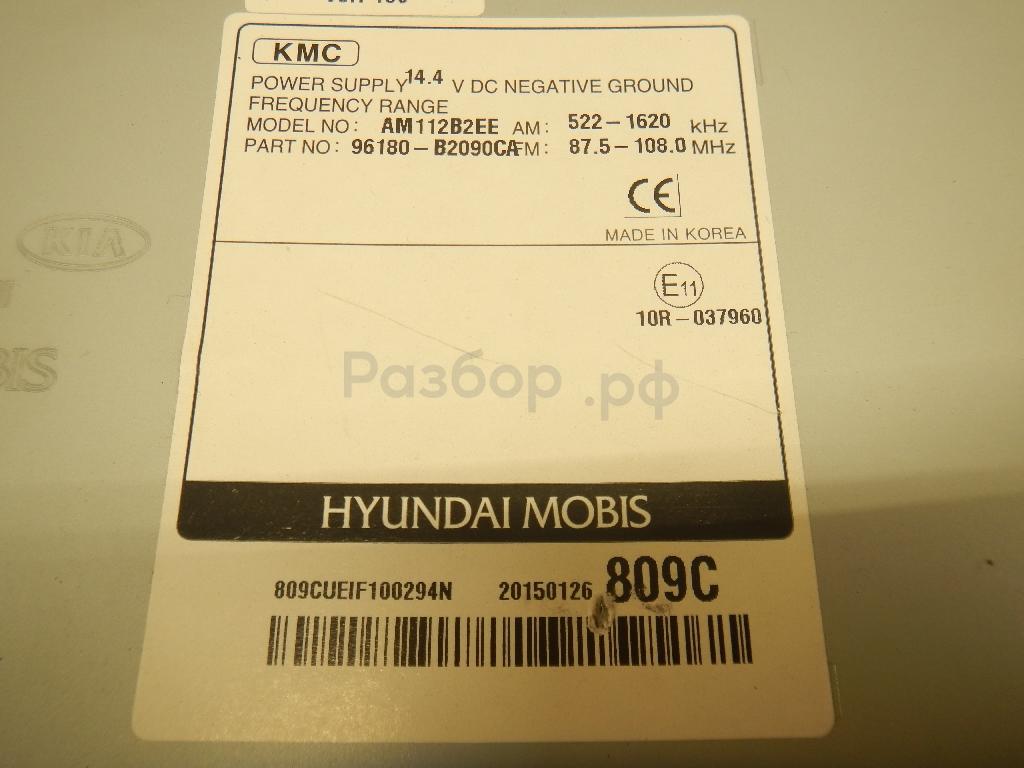 KMC
POWER SUPPLY 14.4 V DC NEGATIVE GROUND
FREQUENCY RANGE
MODEL NO: AM112B2EE AM: 522-1620 kHz
PART NO: 96180-B2090CA FM: 87.5-108.0 MHz
CE
MADE IN KOREA
KIA
E11
10R-037960
BIS
Разбор.рф
HYUNDAI MOBIS
809CUEIF100294N 20150126 809C